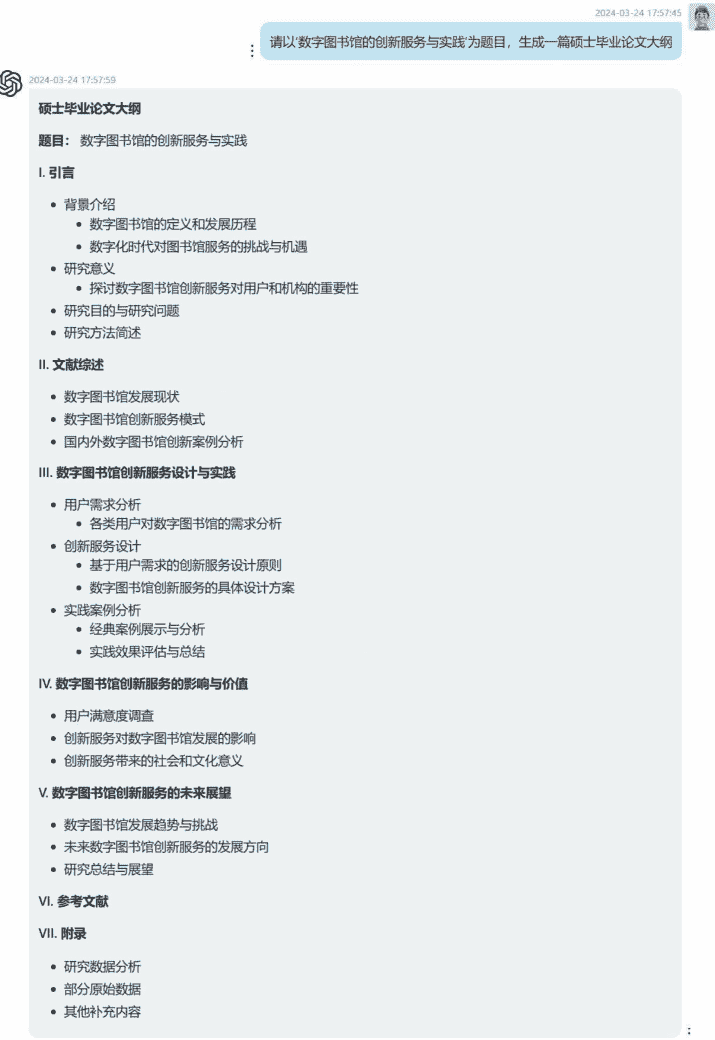 2024-03-24 17:57:45
请以'数字图书馆的创新服务与实践'为题目，生成一篇硕士毕业论文大纲
2024-03-24 17:57:59
硕士毕业论文大纲
题目： 数字图书馆的创新服务与实践
I. 引言
• 背景介绍
• 数字图书馆的定义和发展历程
• 数字化时代对图书馆服务的挑战与机遇
• 研究意义
• 探讨数字图书馆创新服务对用户和机构的重要性
• 研究目的与研究问题
• 研究方法简述
II. 文献综述
• 数字图书馆发展现状
• 数字图书馆创新服务模式
• 国内外数字图书馆创新案例分析
III. 数字图书馆创新服务设计与实践
• 用户需求分析
• 各类用户对数字图书馆的需求分析
• 创新服务设计
• 基于用户需求的创新服务设计原则
• 数字图书馆创新服务的具体设计方案
• 实践案例分析
• 经典案例展示与分析
• 实践效果评估与总结
IV. 数字图书馆创新服务的影响与价值
• 用户满意度调查
• 创新服务对数字图书馆发展的影响
• 创新服务带来的社会和文化意义
V. 数字图书馆创新服务的未来展望
• 数字图书馆发展趋势与挑战
• 未来数字图书馆创新服务的发展方向
• 研究总结与展望
VI. 参考文献
VII. 附录
• 研究数据分析
• 部分原始数据
• 其他补充内容